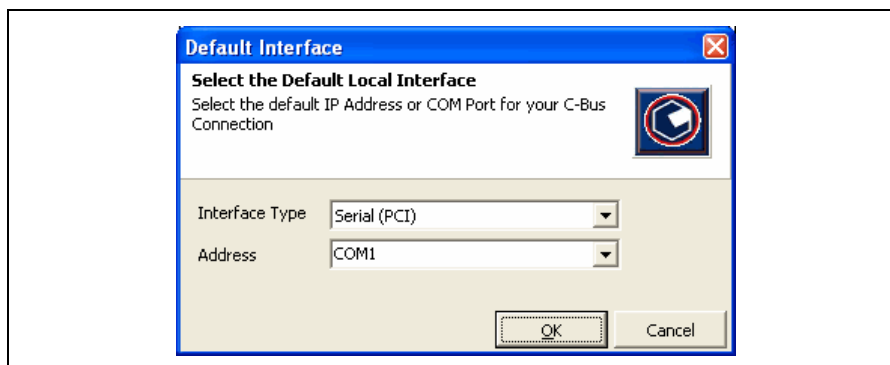 Default Interface
Select the Default Local Interface
Select the default IP Address or COM Port for your C-Bus
Connection
Interface Type
Serial (PCI)
Address
COM1
OK
Cancel